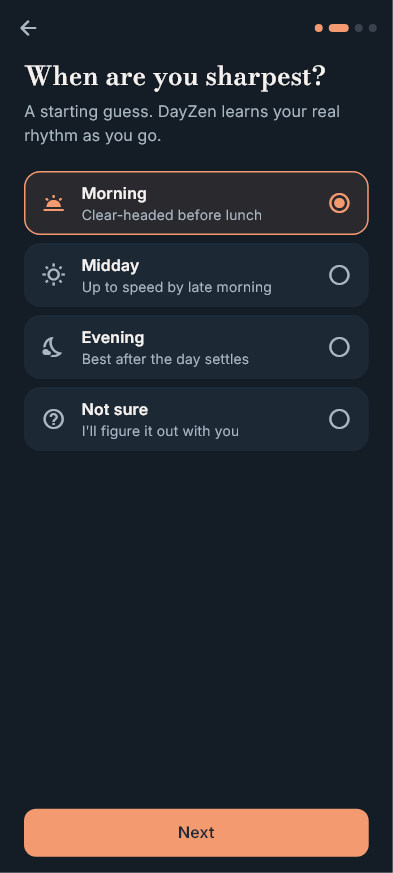 When are you sharpest?
A starting guess. DayZen learns your real
rhythm as you go.
Morning
Clear-headed before lunch
Midday
Up to speed by late morning
Evening
Best after the day settles
Not sure
I'll figure it out with you
Next